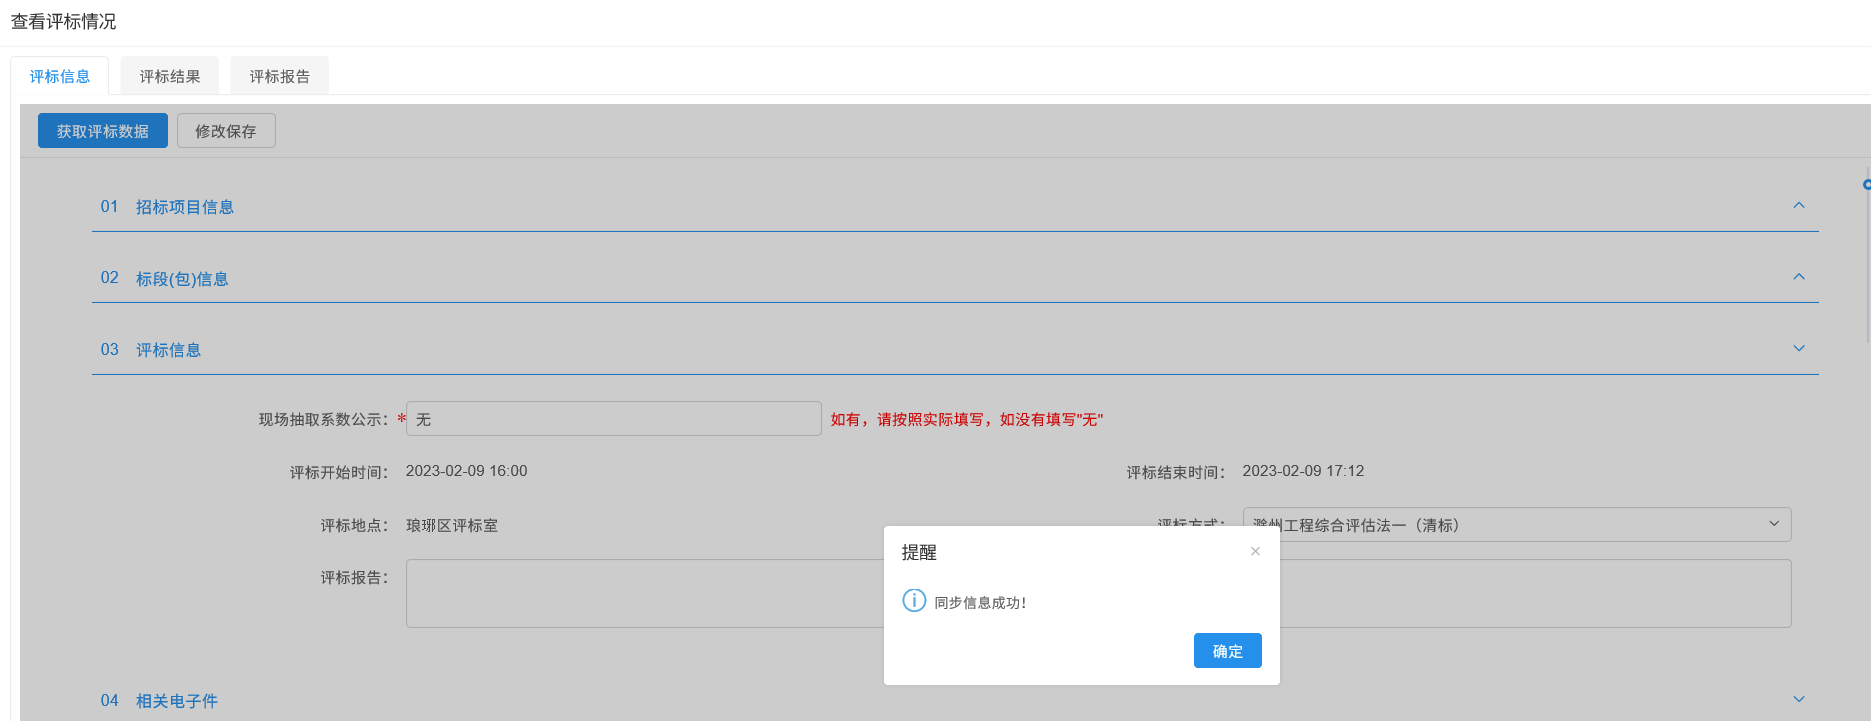 查看评标情况
评标信息 评标结果 评标报告
获取评标数据 修改保存
01 招标项目信息
02 标段(包)信息
03 评标信息
现场抽取系数公示：*无 如有，请按照实际填写，如没有填写"无"
评标开始时间： 2023-02-09 16:00 评标结束时间： 2023-02-09 17:12
评标地点： 琅琊区评标室 评标方式： 滁州工程综合评估法一（清标）
评标报告：
提醒 ×
同步信息成功！
确定
04 相关电子件